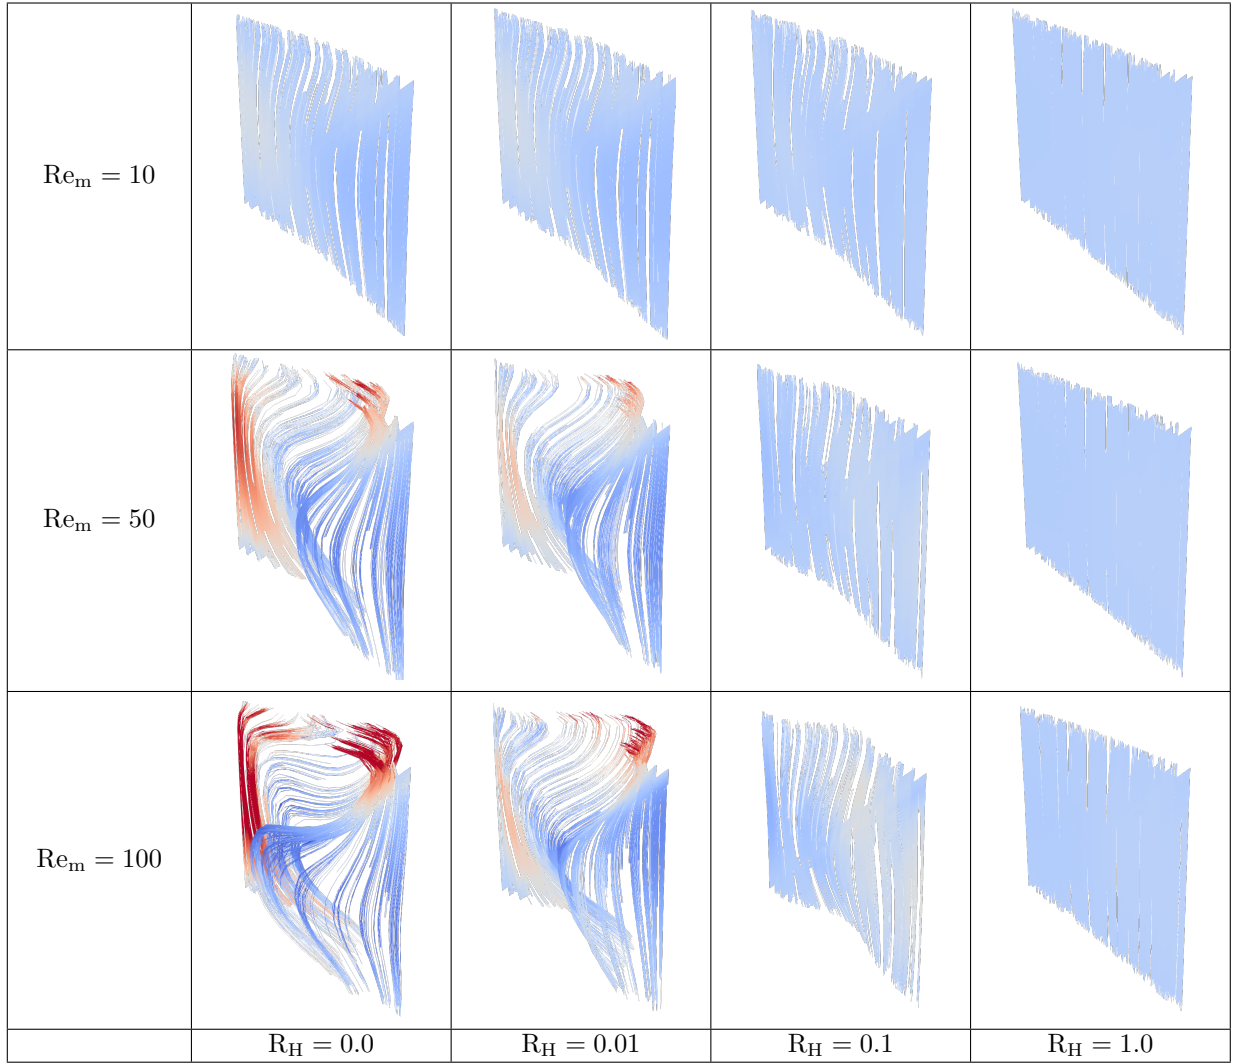 Re_m = 10
Re_m = 50
Re_m = 100
R_H = 0.0 R_H = 0.01 R_H = 0.1 R_H = 1.0